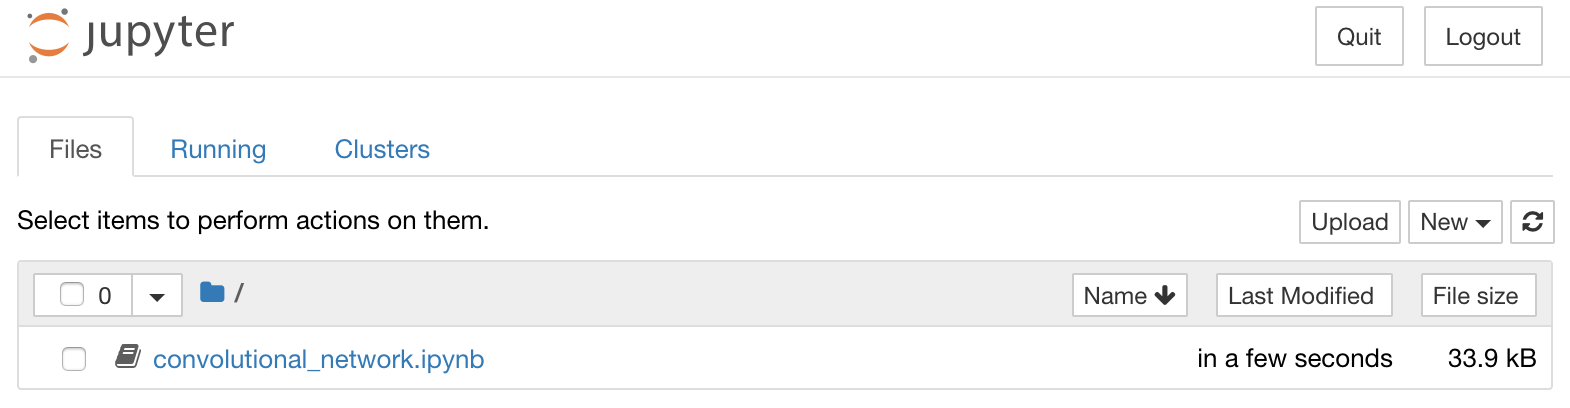 jupyter
Quit
Logout
Files
Running
Clusters
Select items to perform actions on them.
Upload
New
0
/
Name
Last Modified
File size
convolutional_network.ipynb
in a few seconds
33.9 kB